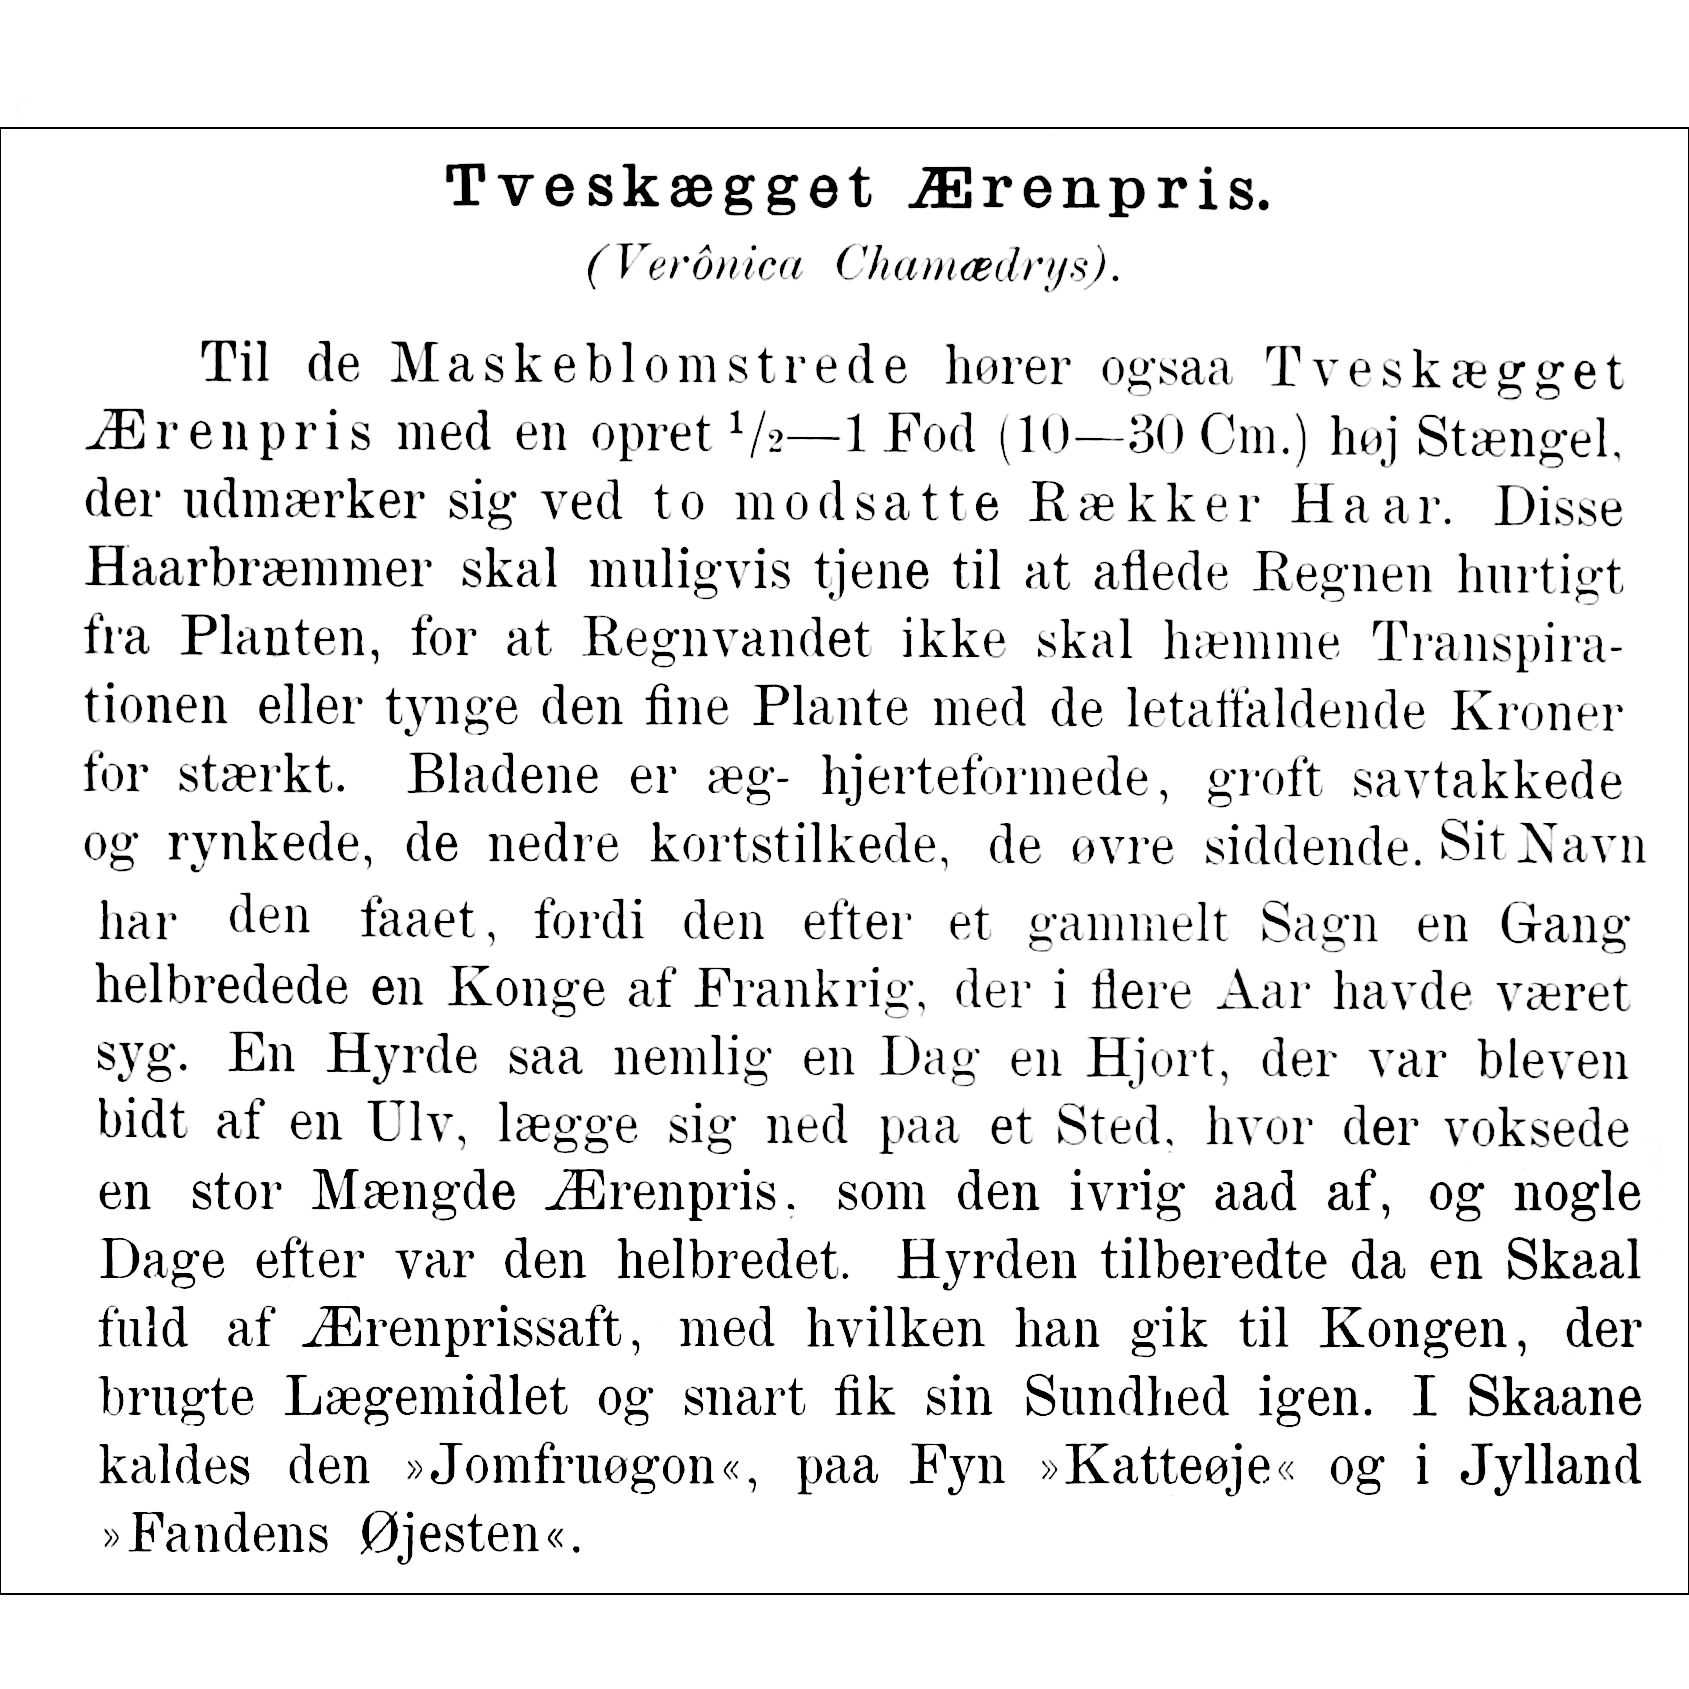 Tveskægget Ærenpris.
(Verônica Chamædrys).
Til de Maskeblomstrede hører ogsaa Tveskægget
Ærenpris med en opret ½—1 Fod (10—30 Cm.) høj Stængel,
der udmærker sig ved to modsatte Rækker Haar. Disse
Haarbræmmer skal muligvis tjene til at aflede Regnen hurtigt
fra Planten, for at Regnvandet ikke skal hæmme Transpira-
tionen eller tynge den fine Plante med de letaffaldende Kroner
for stærkt. Bladene er æg- hjerteformede, groft savtakkede
og rynkede, de nedre kortstilkede, de øvre siddende. Sit Navn
har den faaet, fordi den efter et gammelt Sagn en Gang
helbredede en Konge af Frankrig, der i flere Aar havde været
syg. En Hyrde saa nemlig en Dag en Hjort, der var bleven
bidt af en Ulv, lægge sig ned paa et Sted, hvor der voksede
en stor Mængde Ærenpris, som den ivrig aad af, og nogle
Dage efter var den helbredet. Hyrden tilberedte da en Skaal
fuld af Ærenprissaft, med hvilken han gik til Kongen, der
brugte Lægemidlet og snart fik sin Sundhed igen. I Skaane
kaldes den »Jomfruøgon«, paa Fyn »Katteøje« og i Jylland
»Fandens Øjesten«.